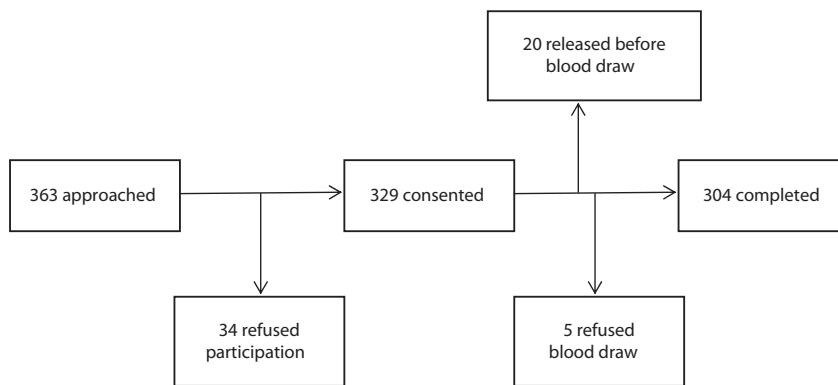 20 released before
blood draw
363 approached
329 consented
304 completed
34 refused
participation
5 refused
blood draw